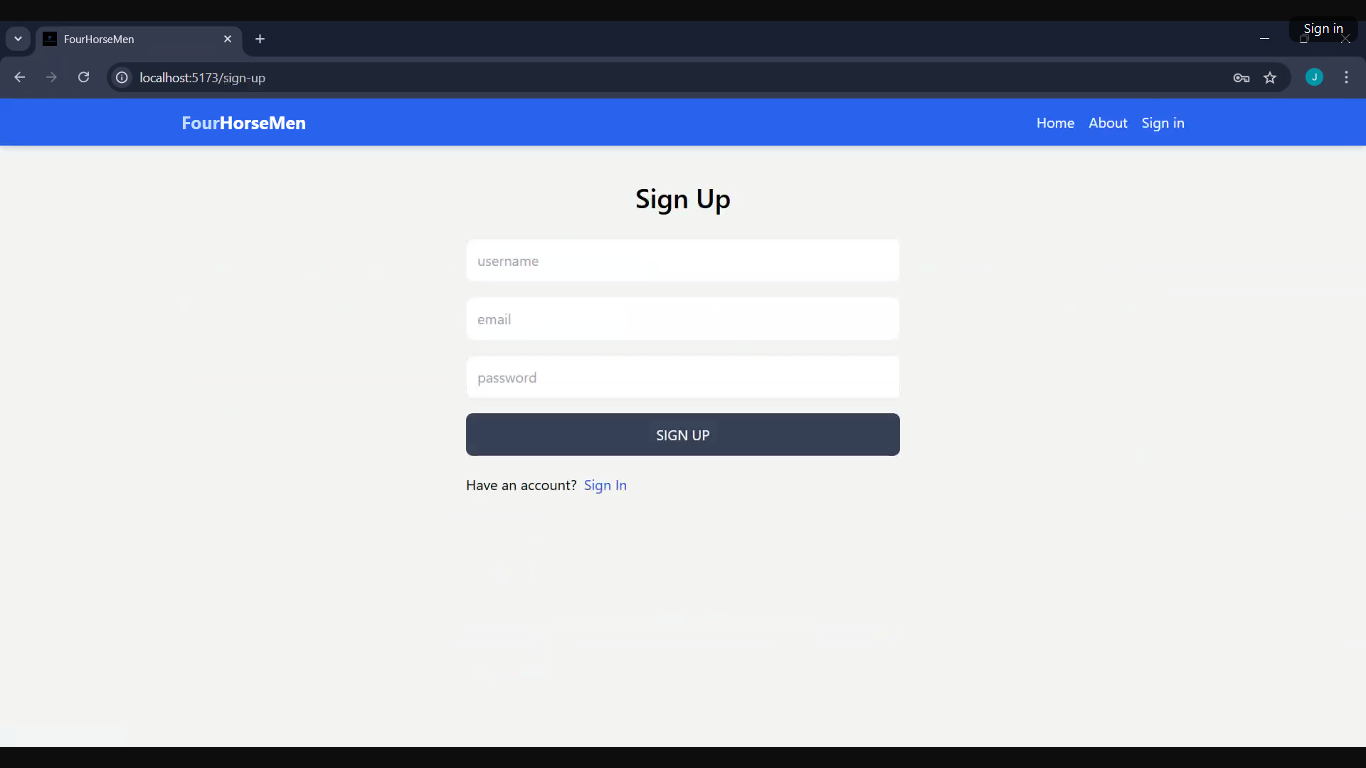 Sign in
FourHorseMen
localhost:5173/sign-up
J
FourHorseMen
Home About Sign in
Sign Up
username
email
password
SIGN UP
Have an account? Sign In